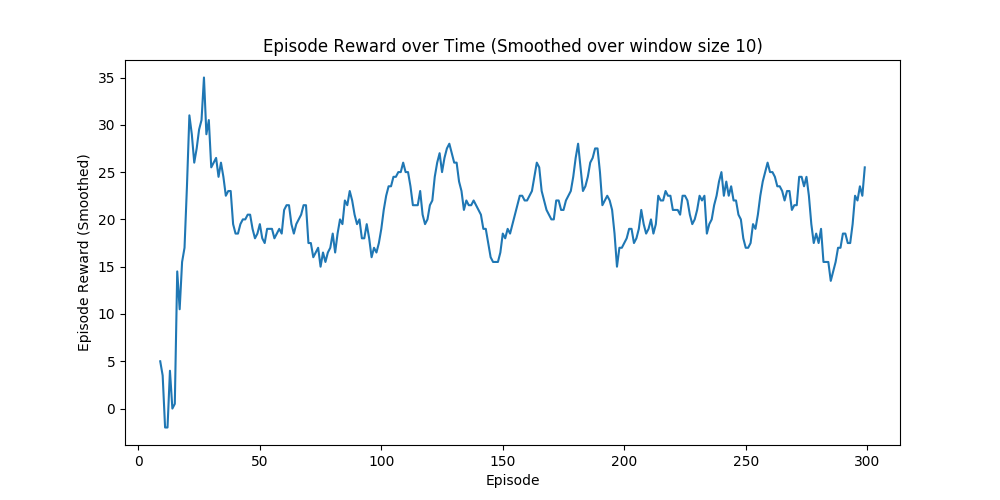 Episode Reward over Time (Smoothed over window size 10)
Episode Reward (Smoothed)
35
30
25
20
15
10
5
0
0 50 100 150 200 250 300
Episode